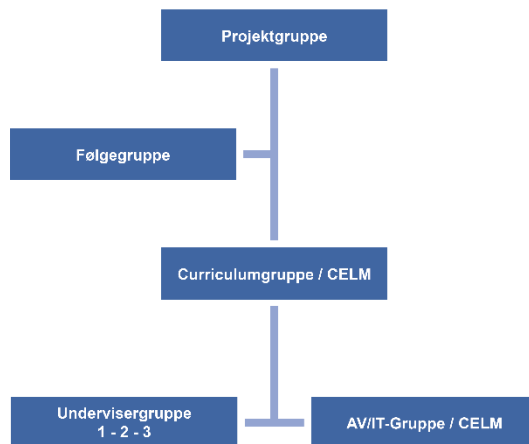 Projektgruppe
Følgegruppe
Curriculumgruppe / CELM
Undervisergruppe
1 - 2 - 3
AV/IT-Gruppe / CELM